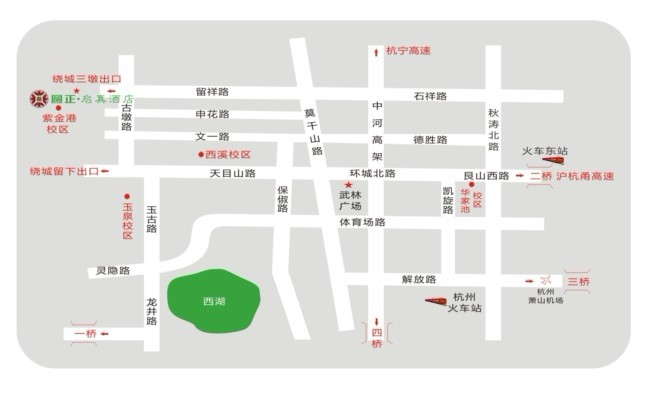 杭宁高速
绕城三墩出口
圆正·启真酒店
紫金港
校区
古墩路
留祥路
石祥路
申花路
莫干山路
中河高架
秋涛北路
文一路
德胜路
西溪校区
火车东站
绕城留下出口
天目山路
环城北路
艮山西路
二桥 沪杭甬高速
玉泉校区
玉古路
保俶路
武林
广场
凯旋路
华家池
校区
体育场路
灵隐路
解放路
三桥
杭州
萧山机场
龙井路
西湖
杭州
火车站
一桥
四桥